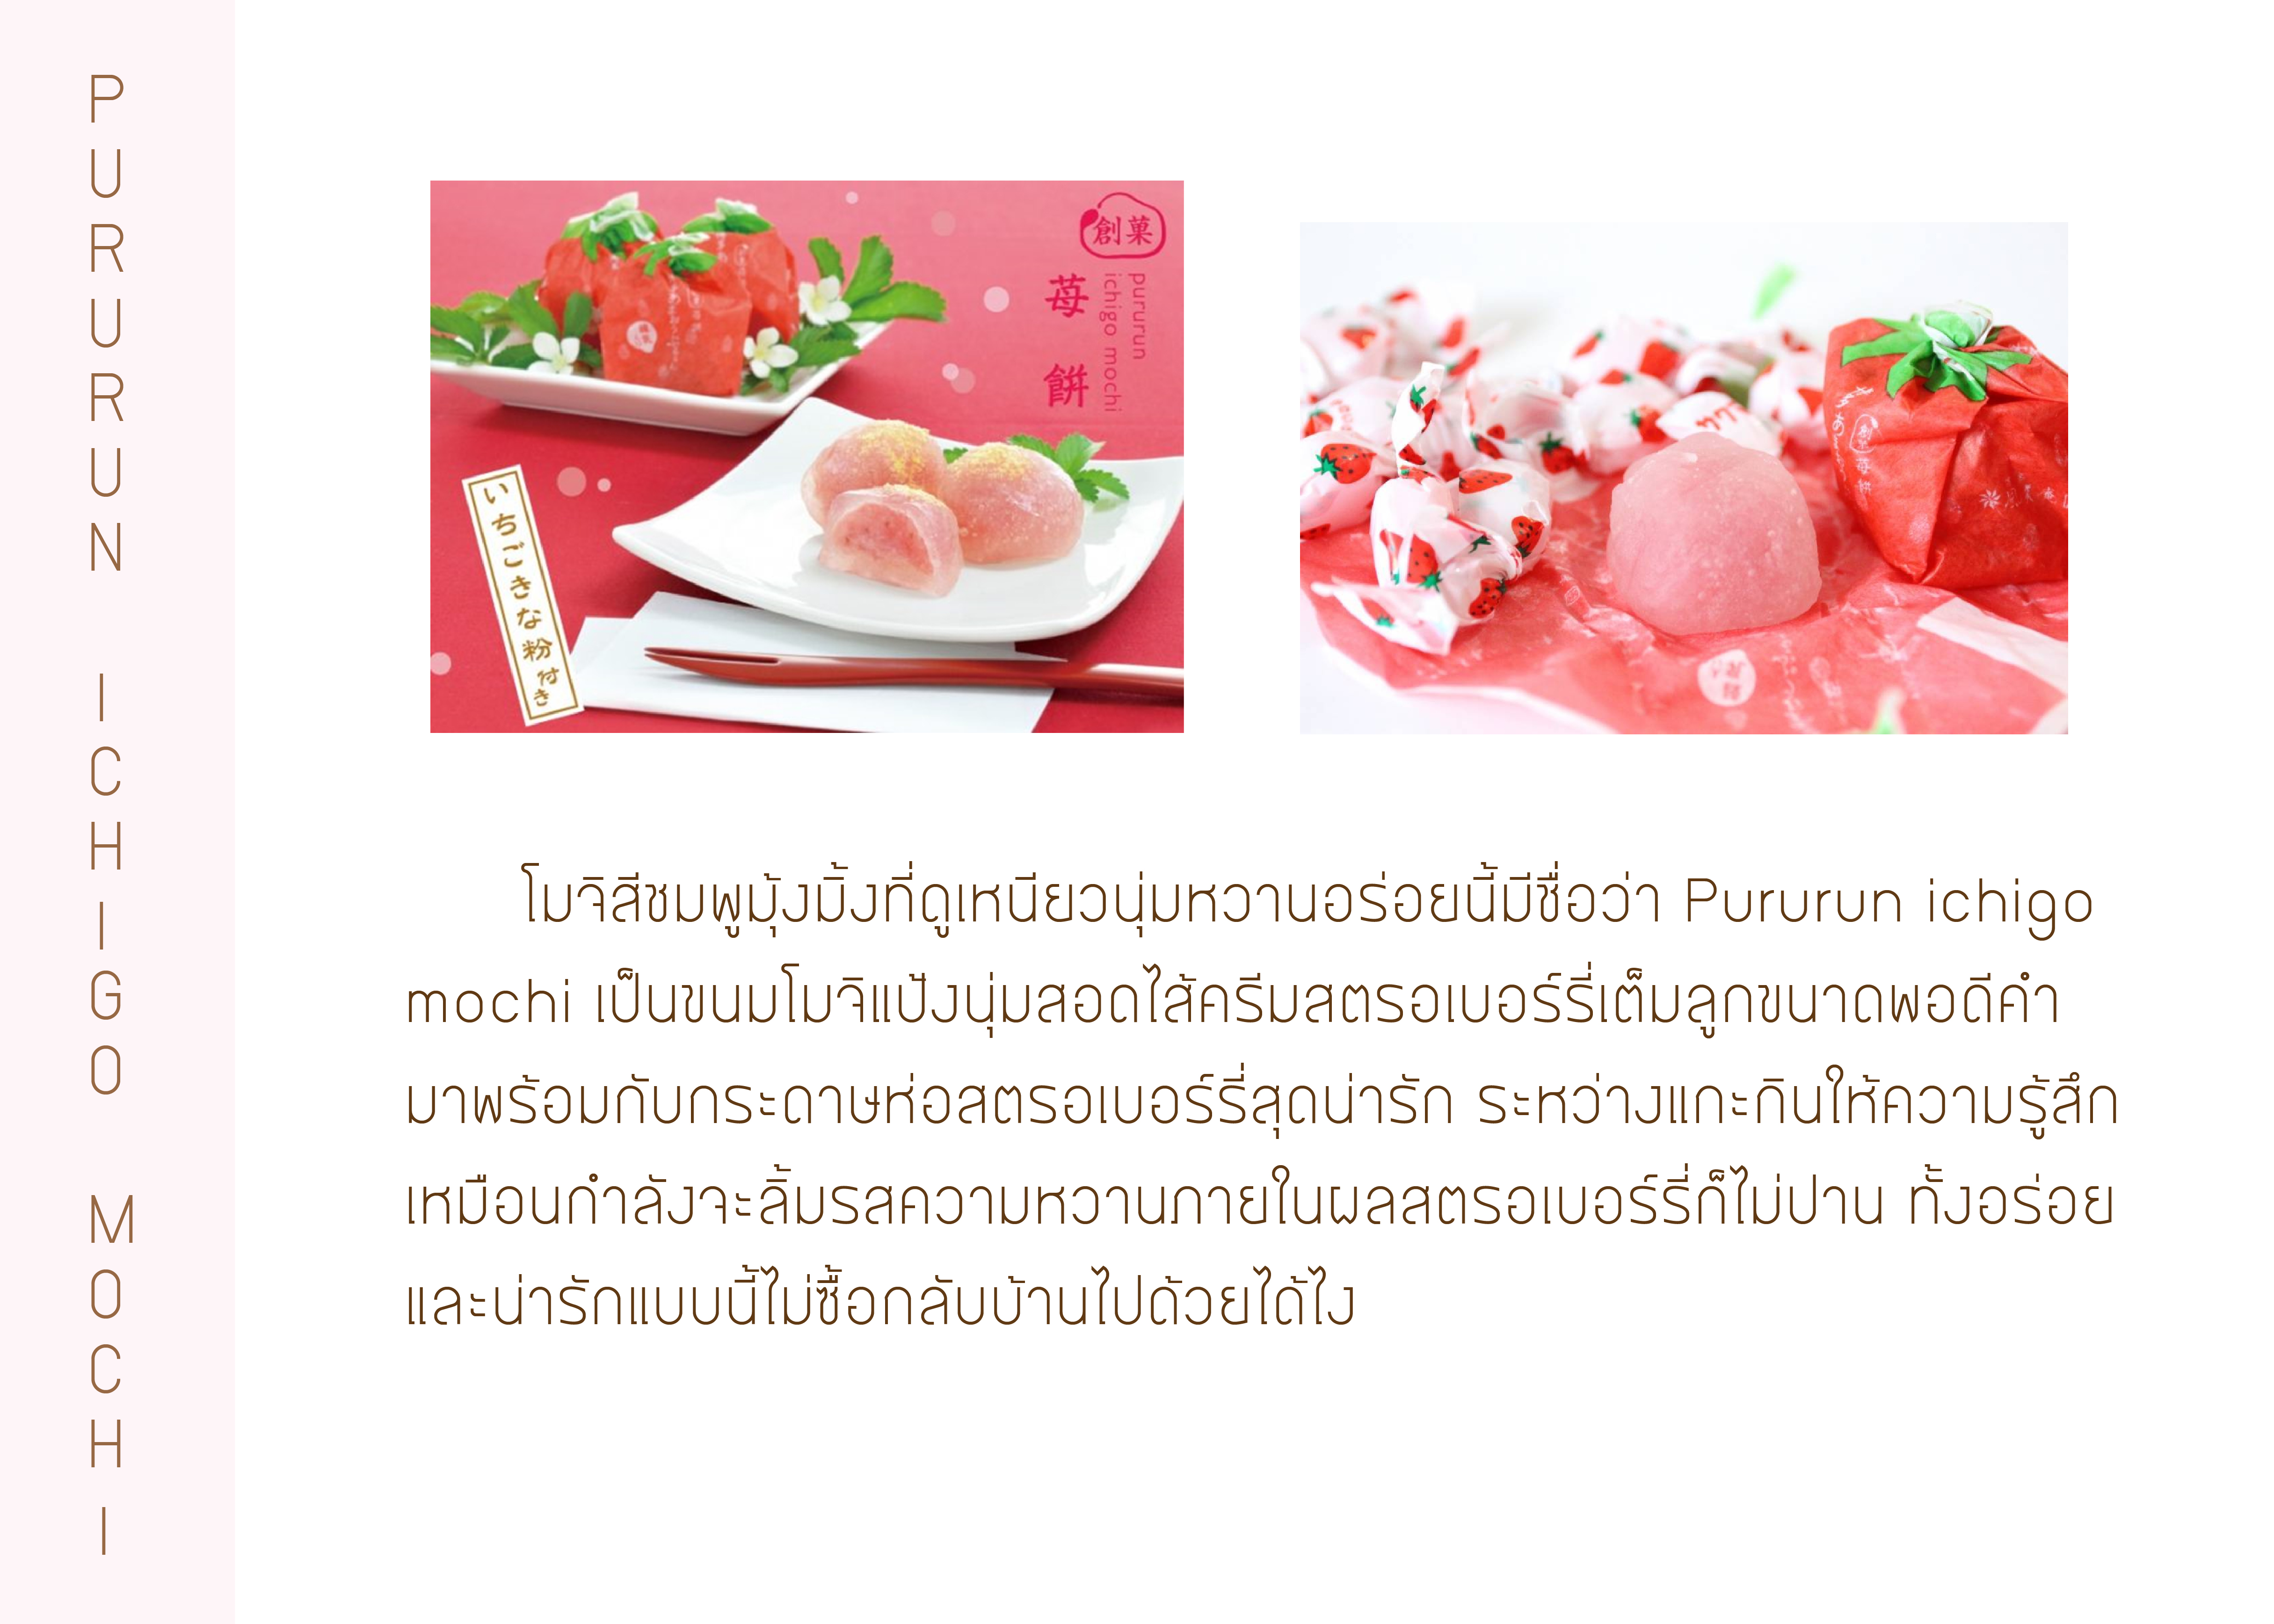 PURURUN ICHIGO MOCHI
創菓
苺餅
pururun
ichigo mochi
いちごきな粉付き
โมจิสีชมพูมุ้งมิ้งที่ดูเหนียวนุ่มหวานอร่อยนี้มีชื่อว่า Pururun ichigo
mochi เป็นขนมโมจิแป้งนุ่มสอดไส้ครีมสตรอเบอร์รี่เต็มลูกขนาดพอดีคำ
มาพร้อมกับกระดาษห่อสตรอเบอร์รี่สุดน่ารัก ระหว่างแกะกินให้ความรู้สึก
เหมือนกำลังจะลิ้มรสความหวานภายในผลสตรอเบอร์รี่ก็ไม่ปาน ทั้งอร่อย
และน่ารักแบบนี้ไม่ซื้อกลับบ้านไปด้วยได้ไง